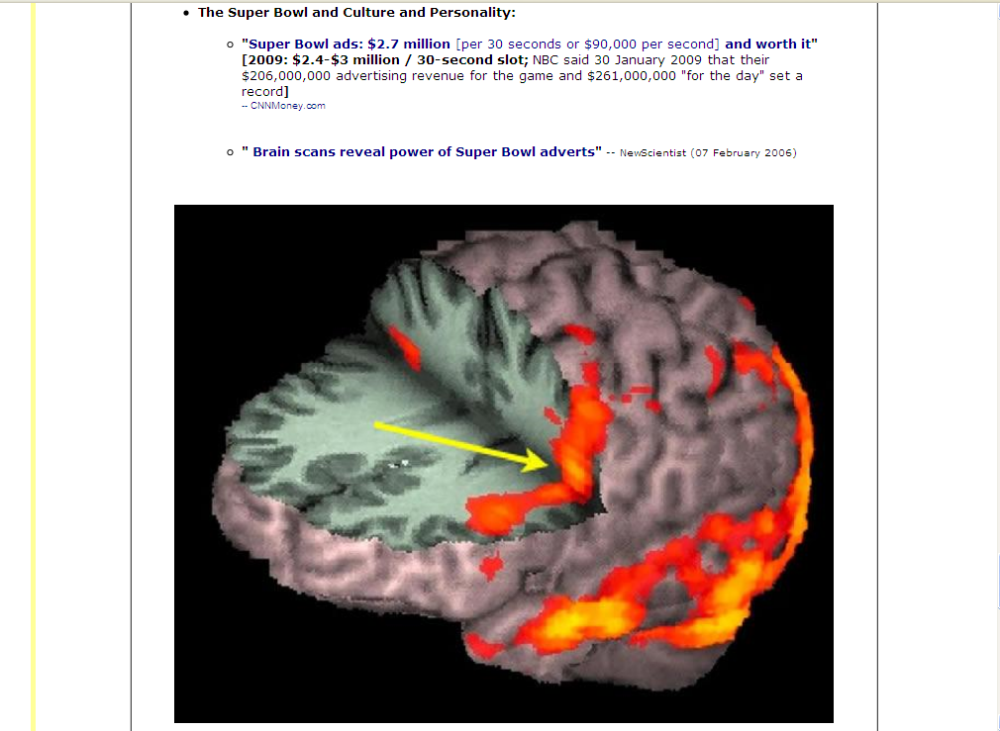 • The Super Bowl and Culture and Personality:
○ "Super Bowl ads: $2.7 million [per 30 seconds or $90,000 per second] and worth it"
[2009: $2.4-$3 million / 30-second slot; NBC said 30 January 2009 that their
$206,000,000 advertising revenue for the game and $261,000,000 "for the day" set a
record]
-- CNNMoney.com
○ " Brain scans reveal power of Super Bowl adverts" -- NewScientist (07 February 2006)